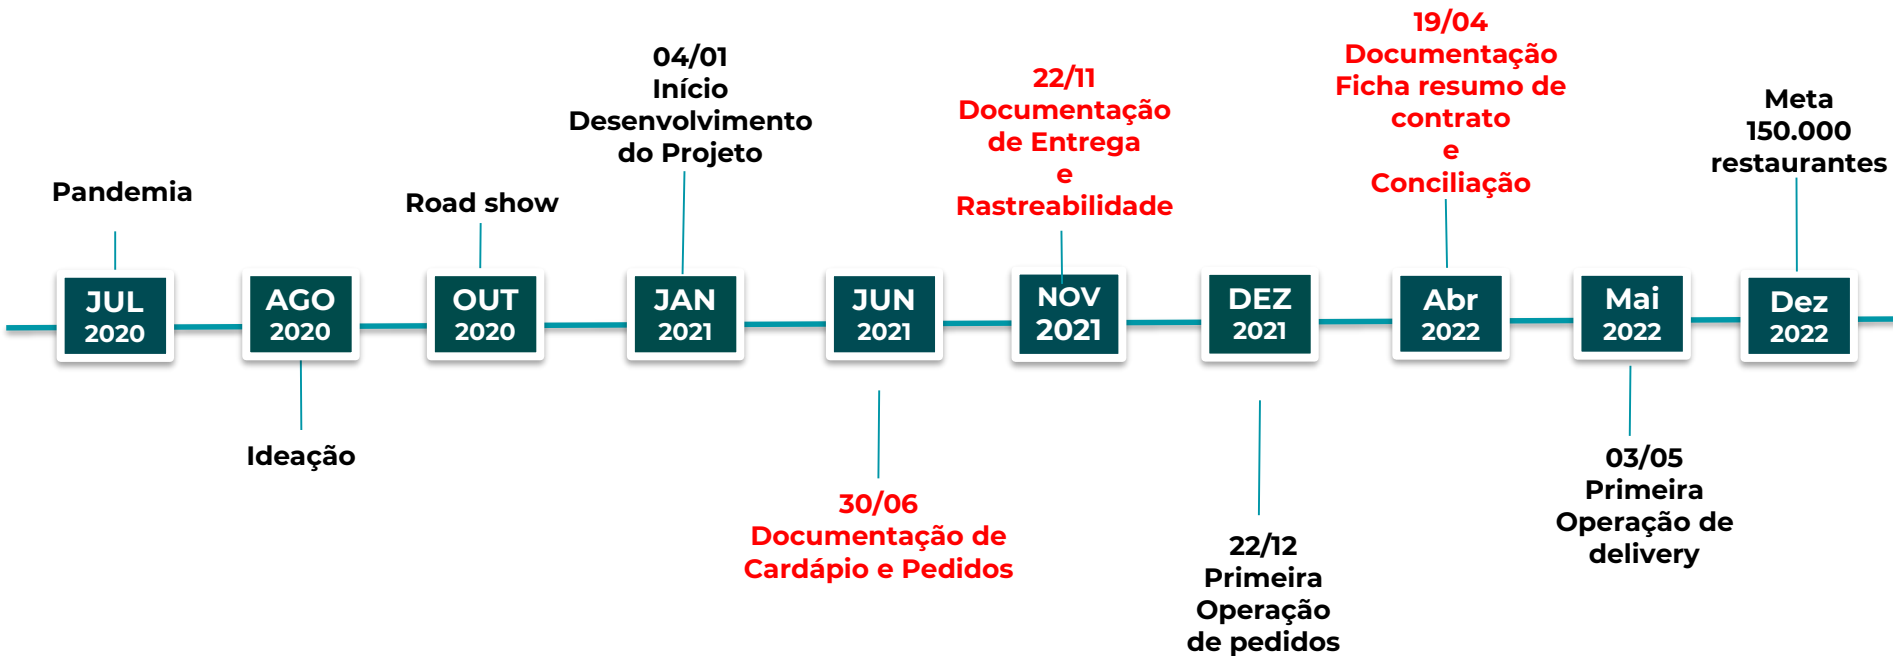 Pandemia
JUL
2020
AGO
2020
Ideação
Road show
OUT
2020
04/01
Início
Desenvolvimento
do Projeto
JAN
2021
JUN
2021
30/06
Documentação de
Cardápio e Pedidos
22/11
Documentação
de Entrega
e
Rastreabilidade
NOV
2021
DEZ
2021
22/12
Primeira
Operação
de pedidos
19/04
Documentação
Ficha resumo de
contrato
e
Conciliação
Abr
2022
Mai
2022
03/05
Primeira
Operação de
delivery
Meta
150.000
restaurantes
Dez
2022